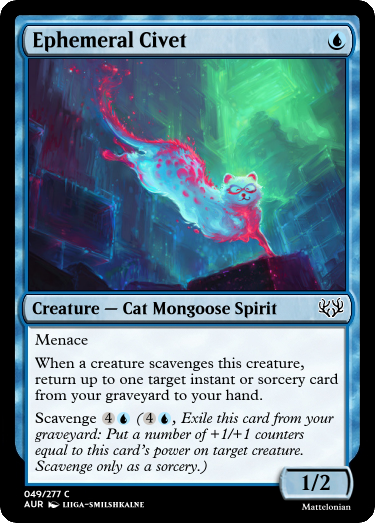 Ephemeral Civet
Creature — Cat Mongoose Spirit
Menace
When a creature scavenges this creature,
return up to one target instant or sorcery card
from your graveyard to your hand.
Scavenge 4 (4, Exile this card from your
graveyard: Put a number of +1/+1 counters
equal to this card's power on target creature.
Scavenge only as a sorcery.)
1/2
049/277 C
AUR LIIGA-SMILSHKALNE
Mattelonian